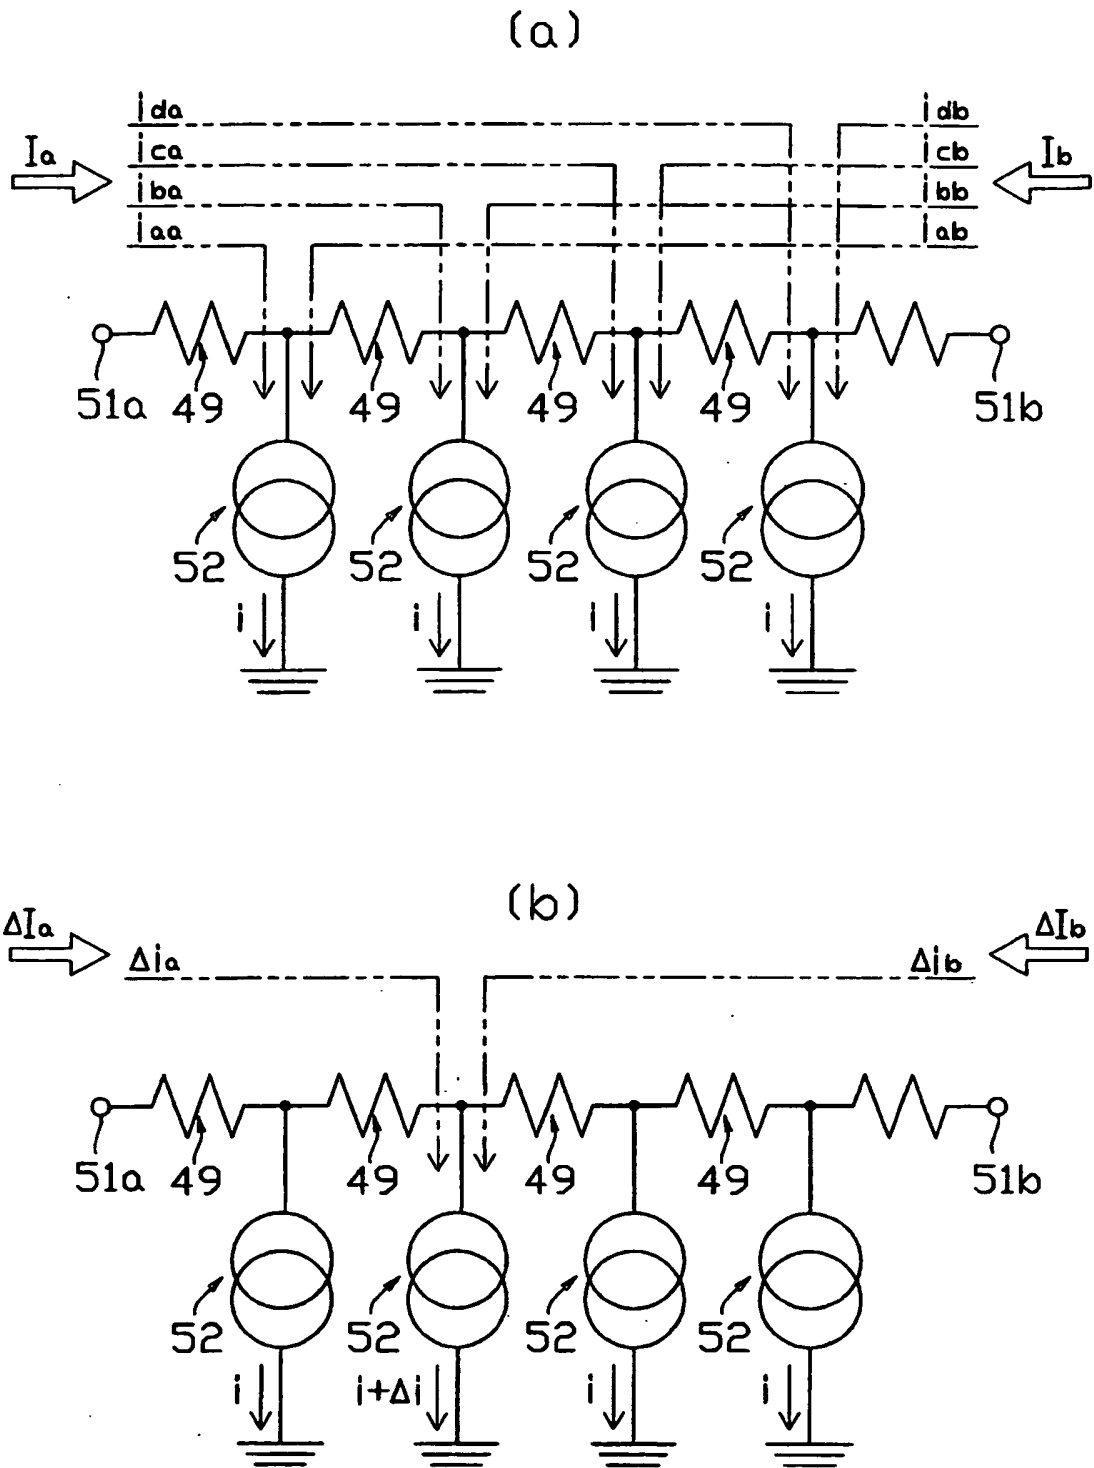 (a)
ida idb
Ia ica icb Ib
iba ibb
iaa iab
51a 49 49 49 49 51b
52 52 52 52
i i i i
(b)
ΔIa Δia Δib ΔIb
51a 49 49 49 49 51b
52 52 52 52
i i+Δi i i